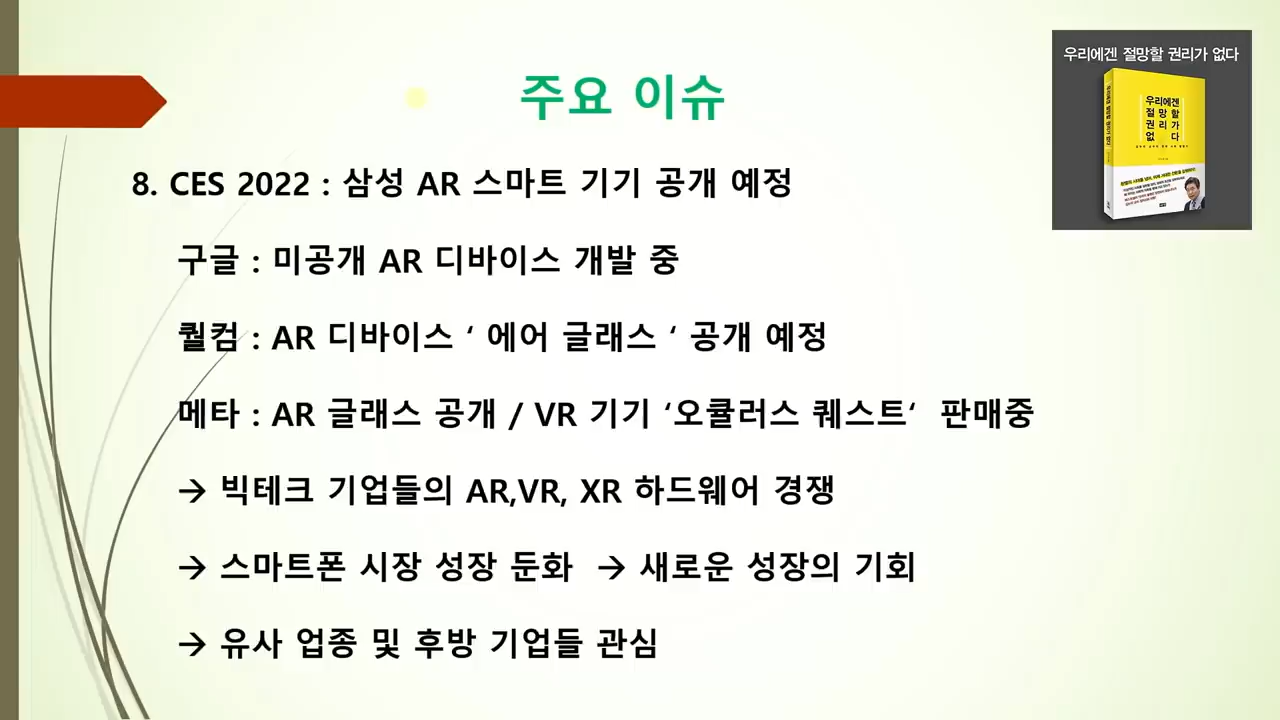 주요 이슈
우리에겐 절망할 권리가 없다
우리에겐
절망할
권리가
없다
8. CES 2022 : 삼성 AR 스마트 기기 공개 예정
구글 : 미공개 AR 디바이스 개발 중
퀄컴 : AR 디바이스 ‘ 에어 글래스 ‘ 공개 예정
메타 : AR 글래스 공개 / VR 기기 ‘오큘러스 퀘스트‘ 판매중
→ 빅테크 기업들의 AR,VR, XR 하드웨어 경쟁
→ 스마트폰 시장 성장 둔화 → 새로운 성장의 기회
→ 유사 업종 및 후방 기업들 관심